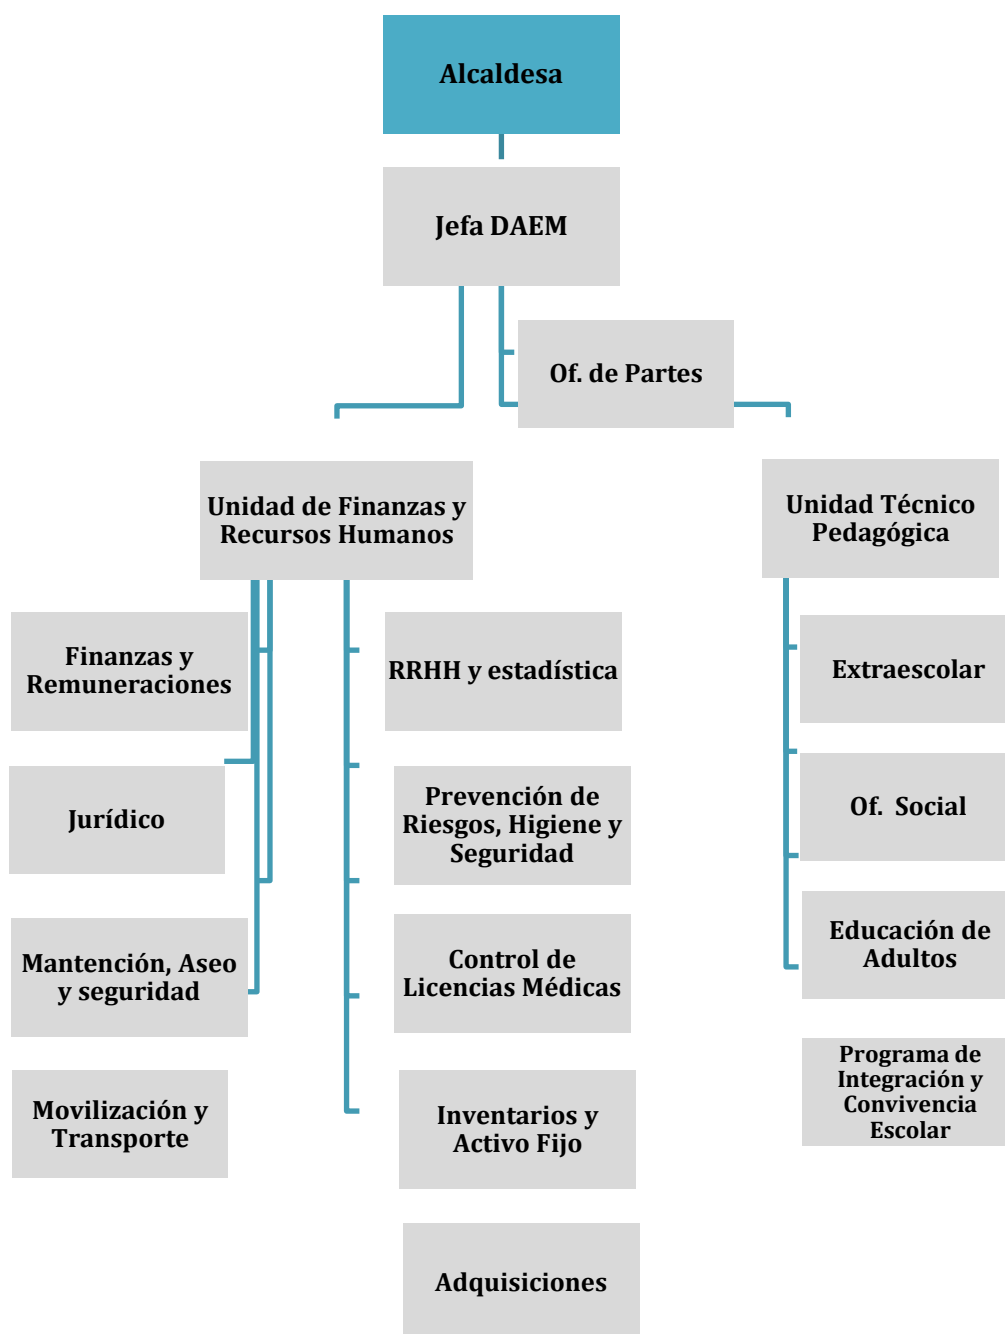 Alcaldesa
Jefa DAEM
Of. de Partes
Unidad de Finanzas y
Recursos Humanos
Unidad Técnico
Pedagógica
Finanzas y
Remuneraciones
RRHH y estadística
Extraescolar
Jurídico
Prevención de
Riesgos, Higiene y
Seguridad
Of. Social
Mantención, Aseo
y seguridad
Control de
Licencias Médicas
Educación de
Adultos
Movilización y
Transporte
Inventarios y
Activo Fijo
Programa de
Integración y
Convivencia
Escolar
Adquisiciones